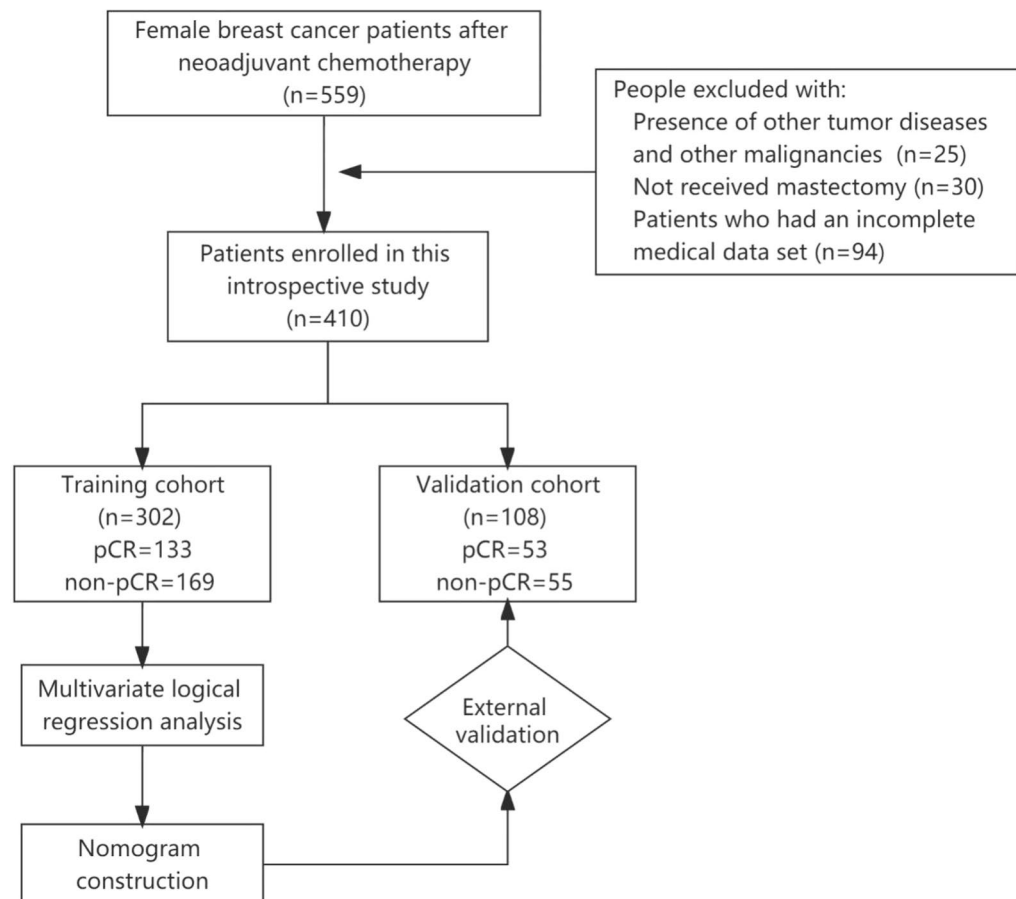 Female breast cancer patients after
neoadjuvant chemotherapy
(n=559)
People excluded with:
Presence of other tumor diseases
and other malignancies (n=25)
Not received mastectomy (n=30)
Patients who had an incomplete
medical data set (n=94)
Patients enrolled in this
introspective study
(n=410)
Training cohort
(n=302)
pCR=133
non-pCR=169
Validation cohort
(n=108)
pCR=53
non-pCR=55
Multivariate logical
regression analysis
External
validation
Nomogram
construction